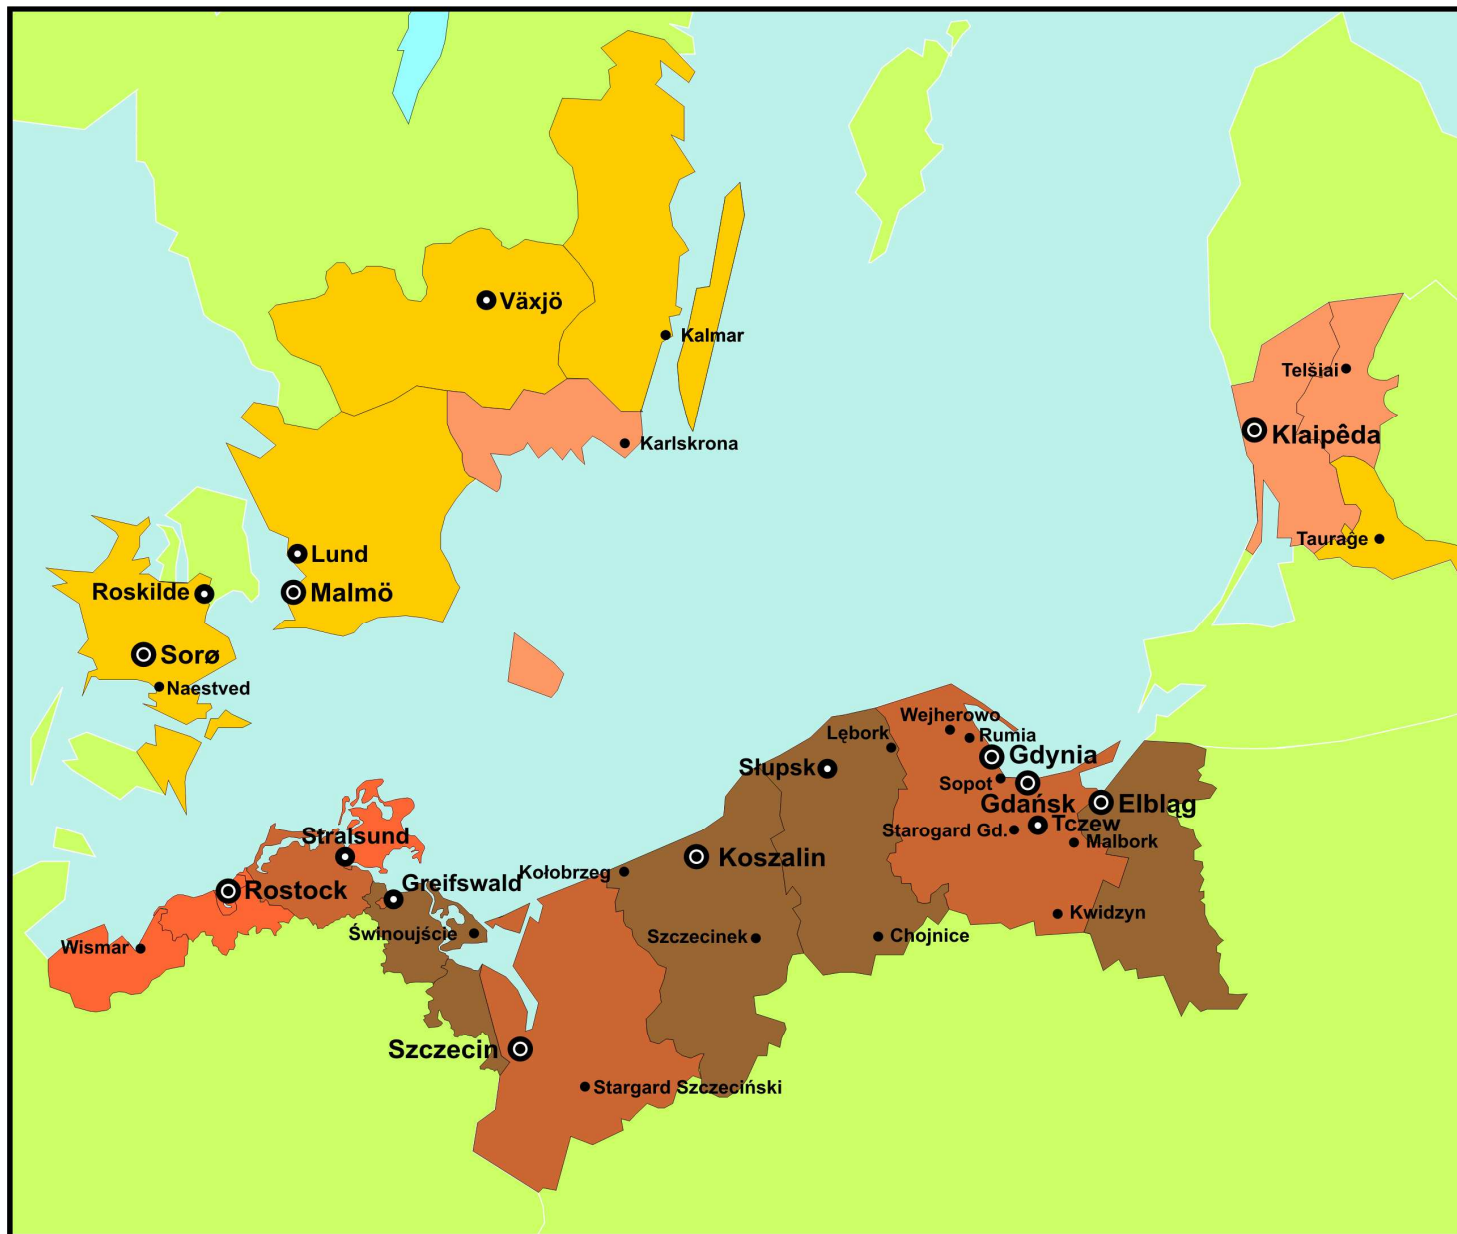 Växjö
Kalmar
Telšiai
Klaipêda
Karlskrona
Tauraĝe
Lund
Roskilde
Malmö
Sorø
Naestved
Wejherowo
Lębork
Rumia
Gdynia
Słupsk
Sopot
Gdańsk
Elbląg
Tczew
Starogard Gd.
Malbork
Stralsund
Koszalin
Kołobrzeg
Greifswald
Rostock
Kwidzyn
Świnoujście
Szczecinek
Chojnice
Wismar
Szczecin
Stargard Szczeciński